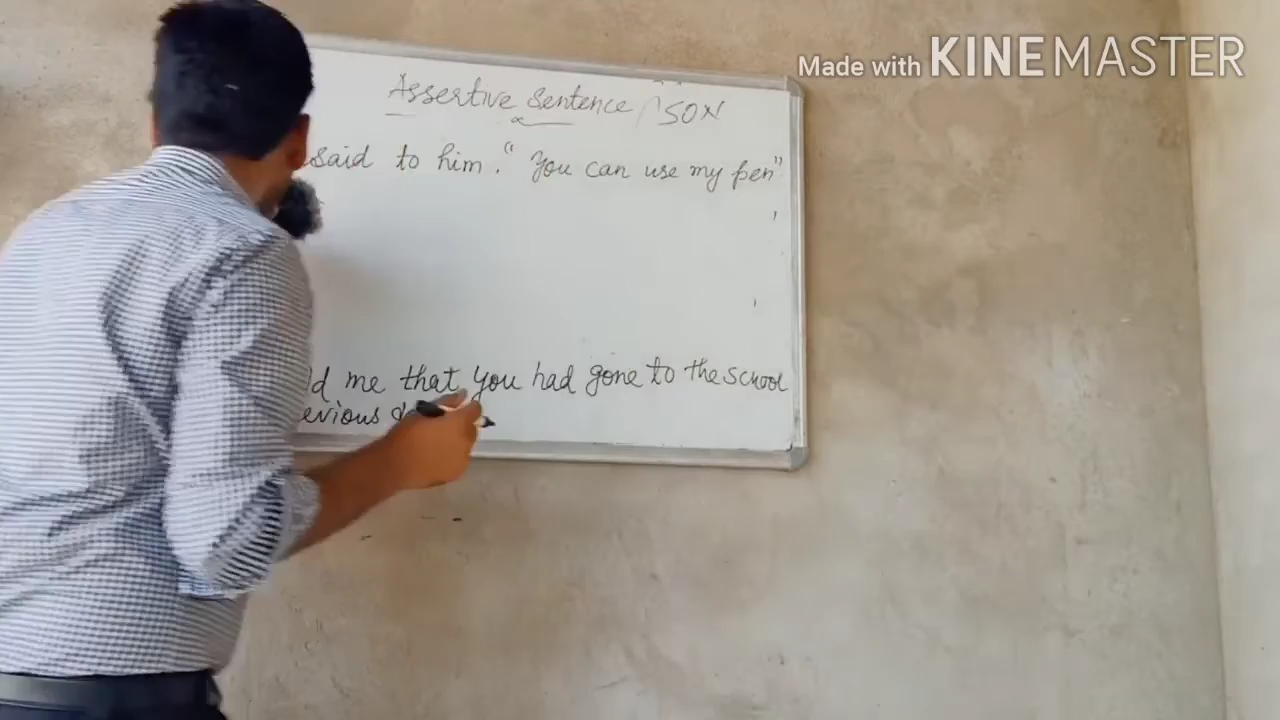 Made with KINEMASTER
Assertive Sentence / SON
said to him. "You can use my pen"
me that you had gone to the school